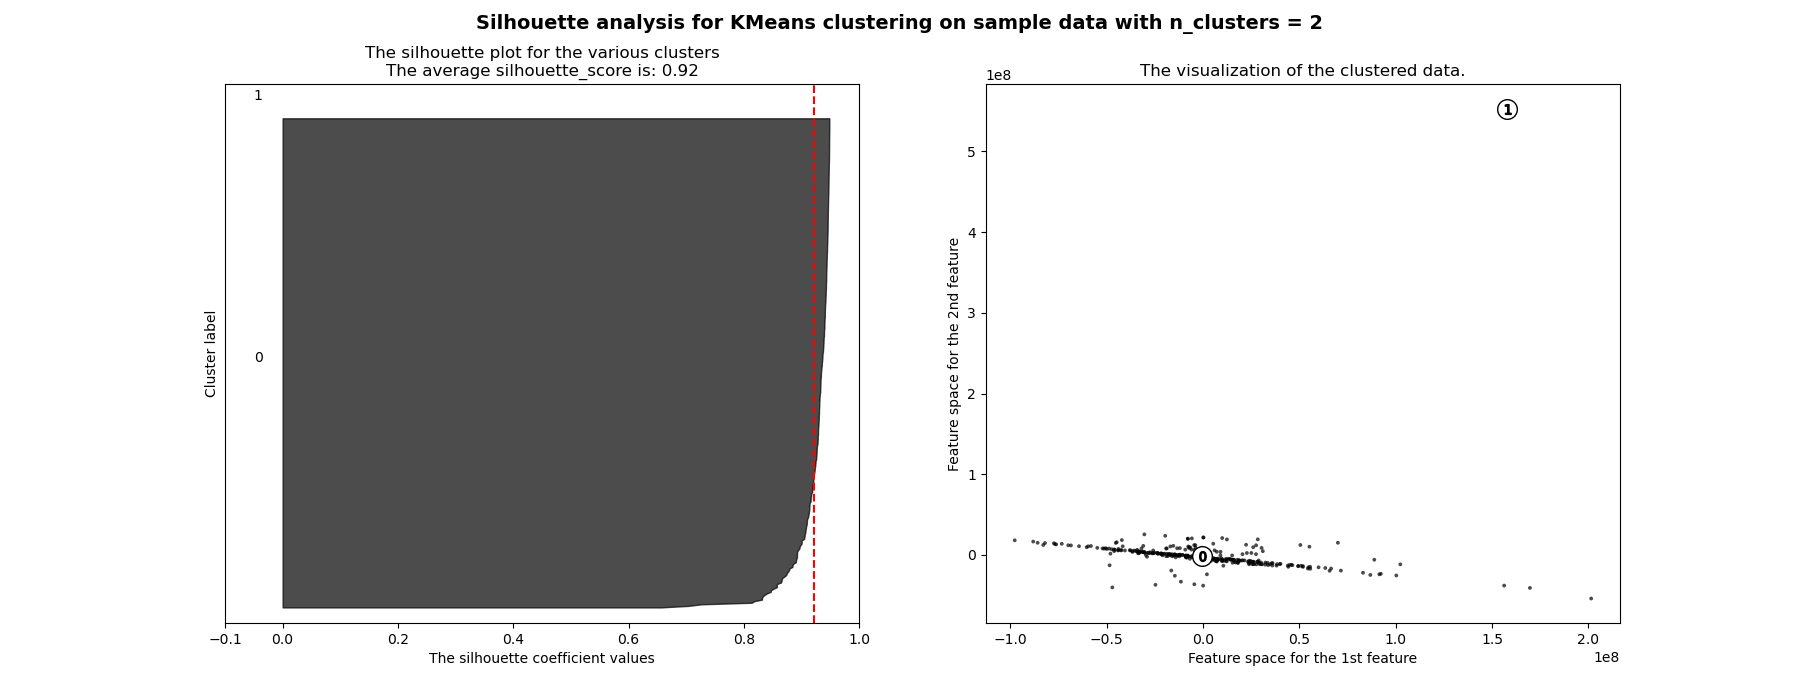 Silhouette analysis for KMeans clustering on sample data with n_clusters = 2
The silhouette plot for the various clusters
The average silhouette_score is: 0.92
1
0
Cluster label
−0.1 0.0 0.2 0.4 0.6 0.8 1.0
The silhouette coefficient values
The visualization of the clustered data.
1e8
1
5
4
3
2
1
0
0
Feature space for the 2nd feature
−1.0 −0.5 0.0 0.5 1.0 1.5 2.0
Feature space for the 1st feature
1e8